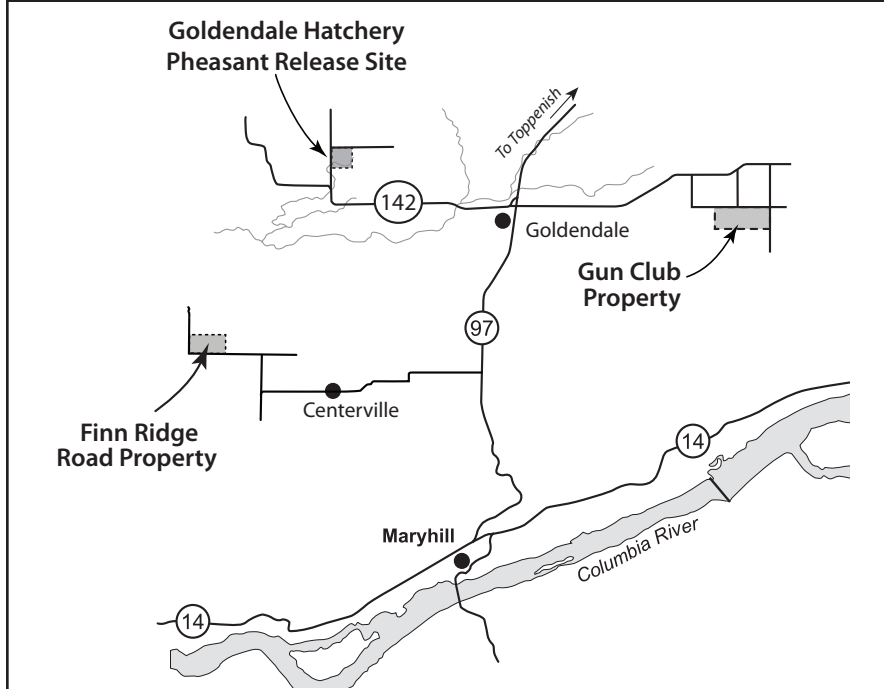 Goldendale Hatchery
Pheasant Release Site
To Toppenish
142
Goldendale
Gun Club
Property
97
Centerville
Finn Ridge
Road Property
14
Maryhill
Columbia River
14